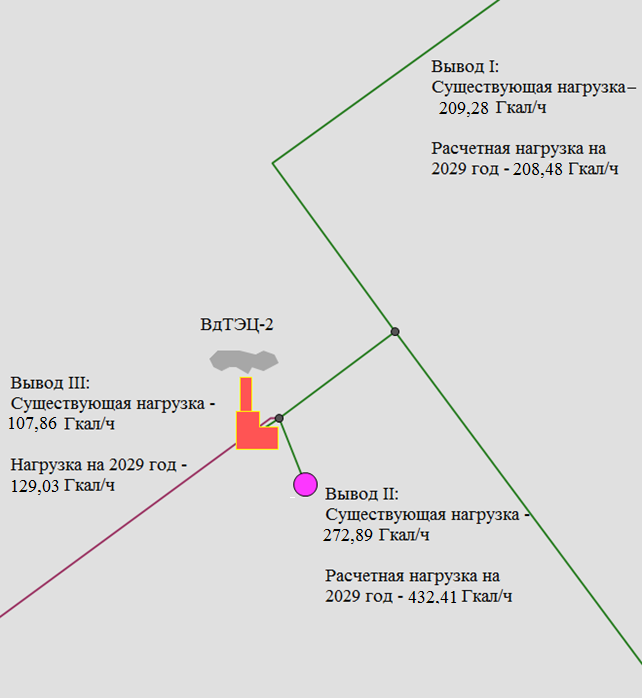 Вывод I:
Существующая нагрузка–
209,28 Гкал/ч
Расчетная нагрузка на
2029 год - 208,48 Гкал/ч
ВдТЭЦ-2
Вывод III:
Существующая нагрузка -
107,86 Гкал/ч
Нагрузка на 2029 год -
129,03 Гкал/ч
Вывод II:
Существующая нагрузка -
272,89 Гкал/ч
Расчетная нагрузка на
2029 год - 432,41 Гкал/ч